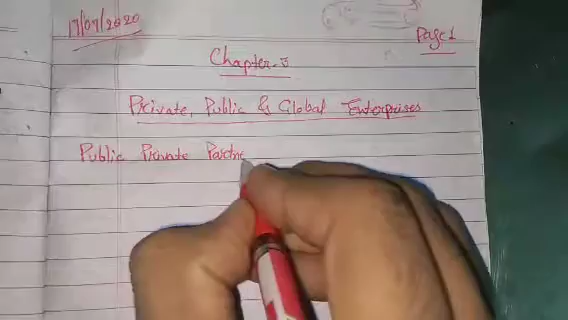 17/07/2020
Page 1
Chapter-5
Private, Public & Global Enterprises
Public Private Partne